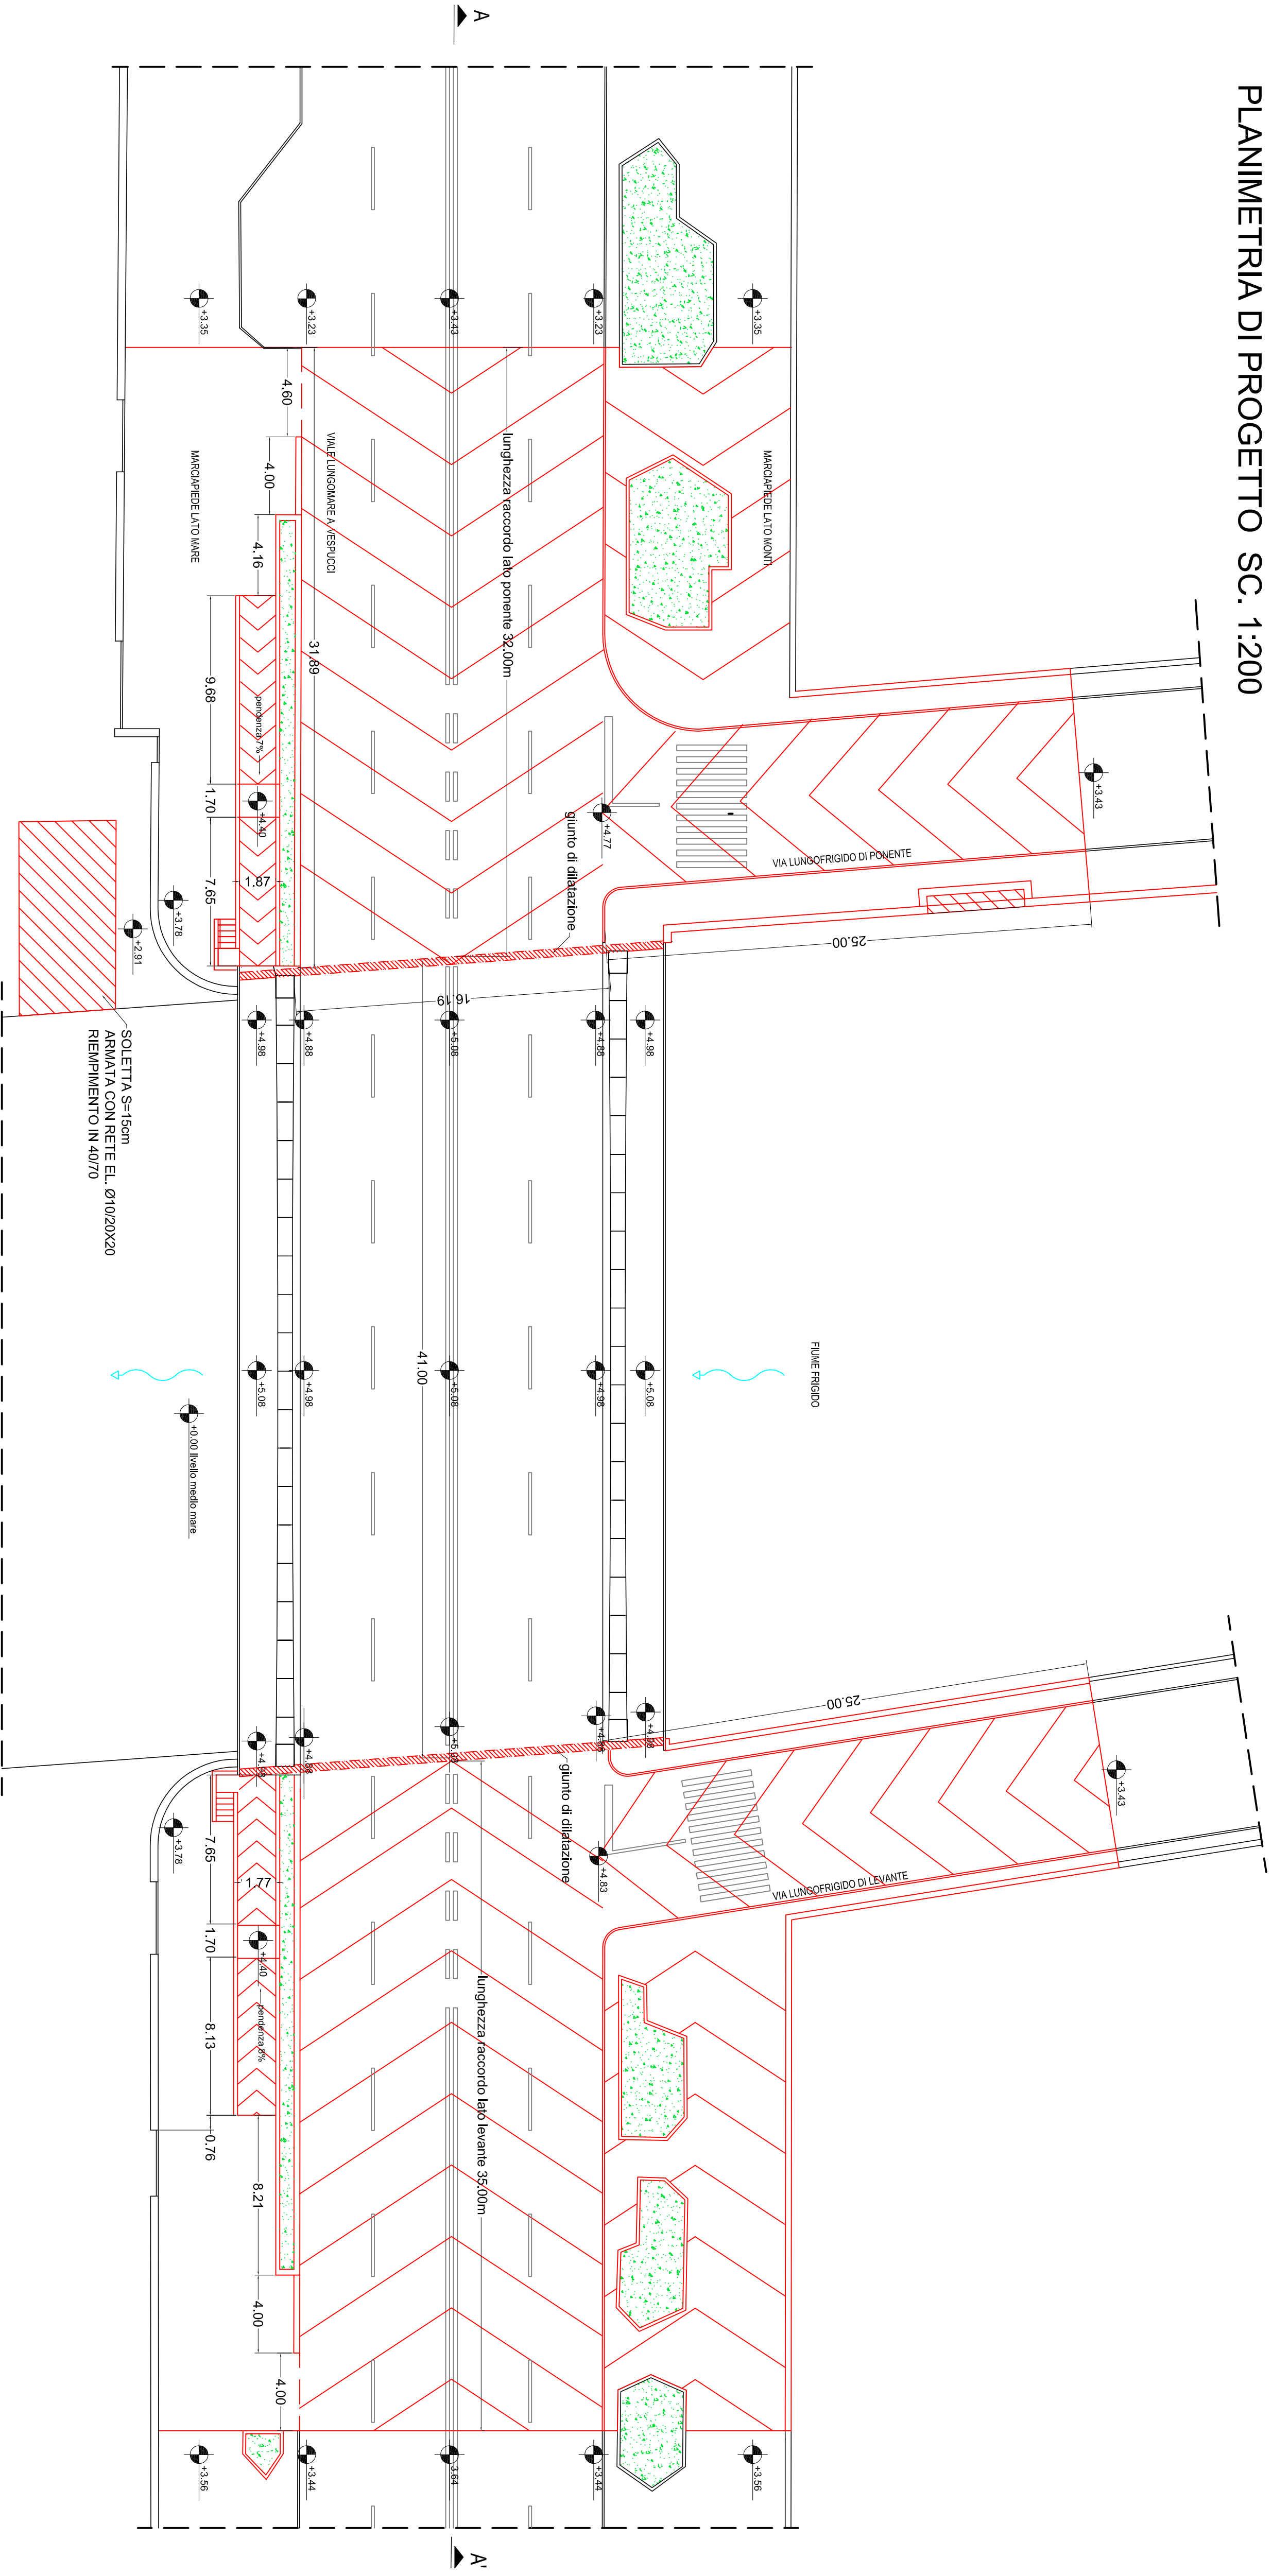 PLANIMETRIA DI PROGETTO SC. 1:200
A
+3.35
+3.23
+3.43
+3.23
+3.35
4.60
4.00
4.16
9.68
1.70
7.65
31.89
1.87
pendenza 7%
+4.40
MARCIAPIEDE LATO MARE
VIALE LUNGOMARE A. VESPUCCI
lunghezza raccordo lato ponente 32.00m
MARCIAPIEDE LATO MONTI
+3.43
+4.77
giunto di dilatazione
VIA LUNGOFRIGIDO DI PONENTE
25.00
+3.78
+2.91
16.19
SOLETTA S=15cm
ARMATA CON RETE EL. Ø10/20X20
RIEMPIMENTO IN 40/70
+4.98
+4.88
+5.08
+4.88
+4.98
41.00
FIUME FRIGIDO
+5.08
+4.98
+5.08
+4.98
+5.08
+0.00 livello medio mare
25.00
+3.43
+4.83
giunto di dilatazione
VIA LUNGOFRIGIDO DI LEVANTE
+3.78
7.65
1.77
1.70
+4.40
pendenza 8%
8.13
0.76
8.21
4.00
4.00
lunghezza raccordo lato levante 35.00m
+3.56
+3.44
3.64
+3.44
+3.56
A'